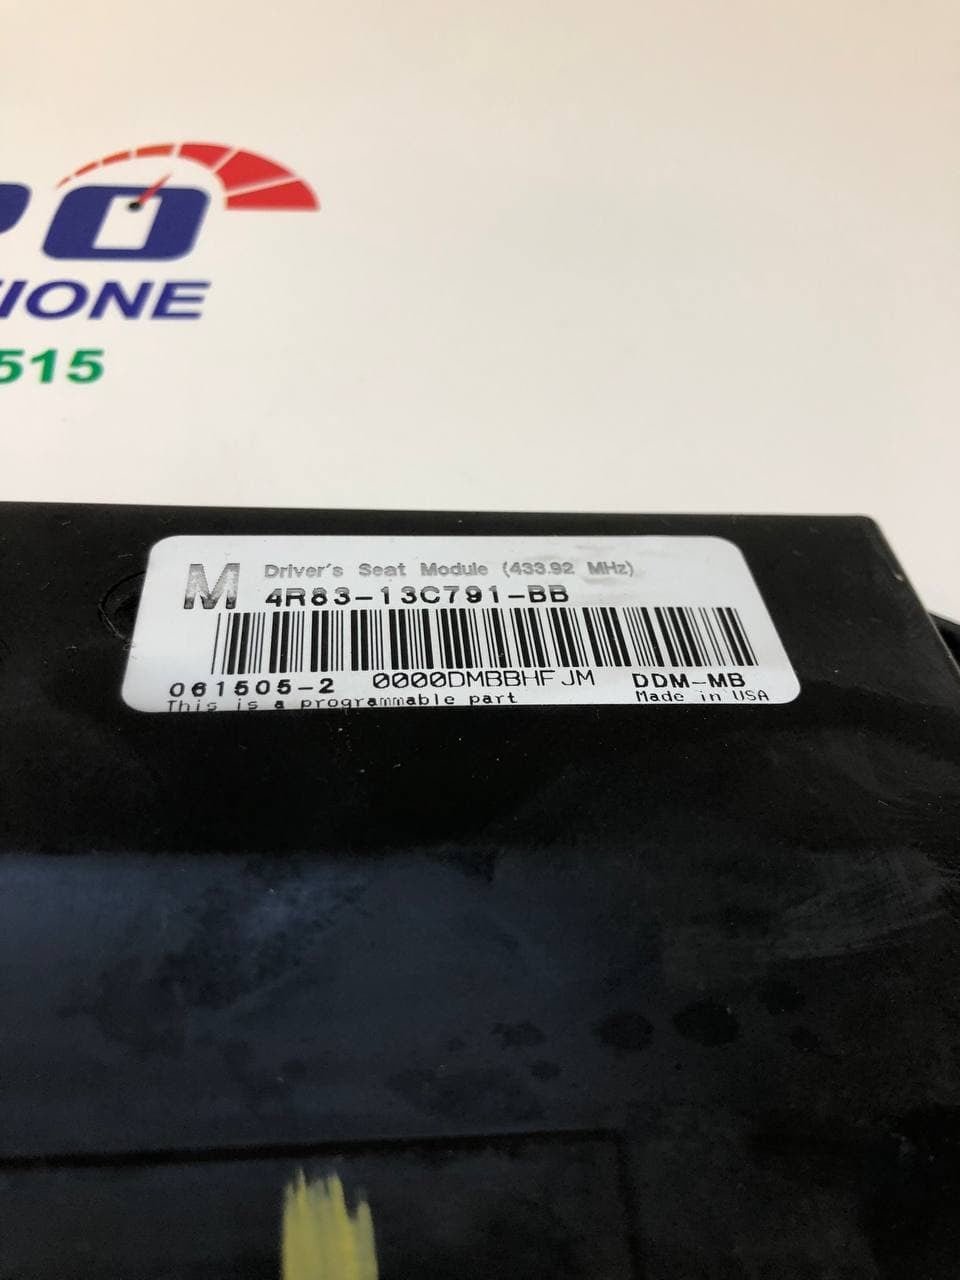 PO
IONE
515
M
Driver's Seat Module (433.92 MHz)
4R83-13C791-BB
061505-2 0000DMBBHFJM DDM-MB
This is a programmable part Made in USA